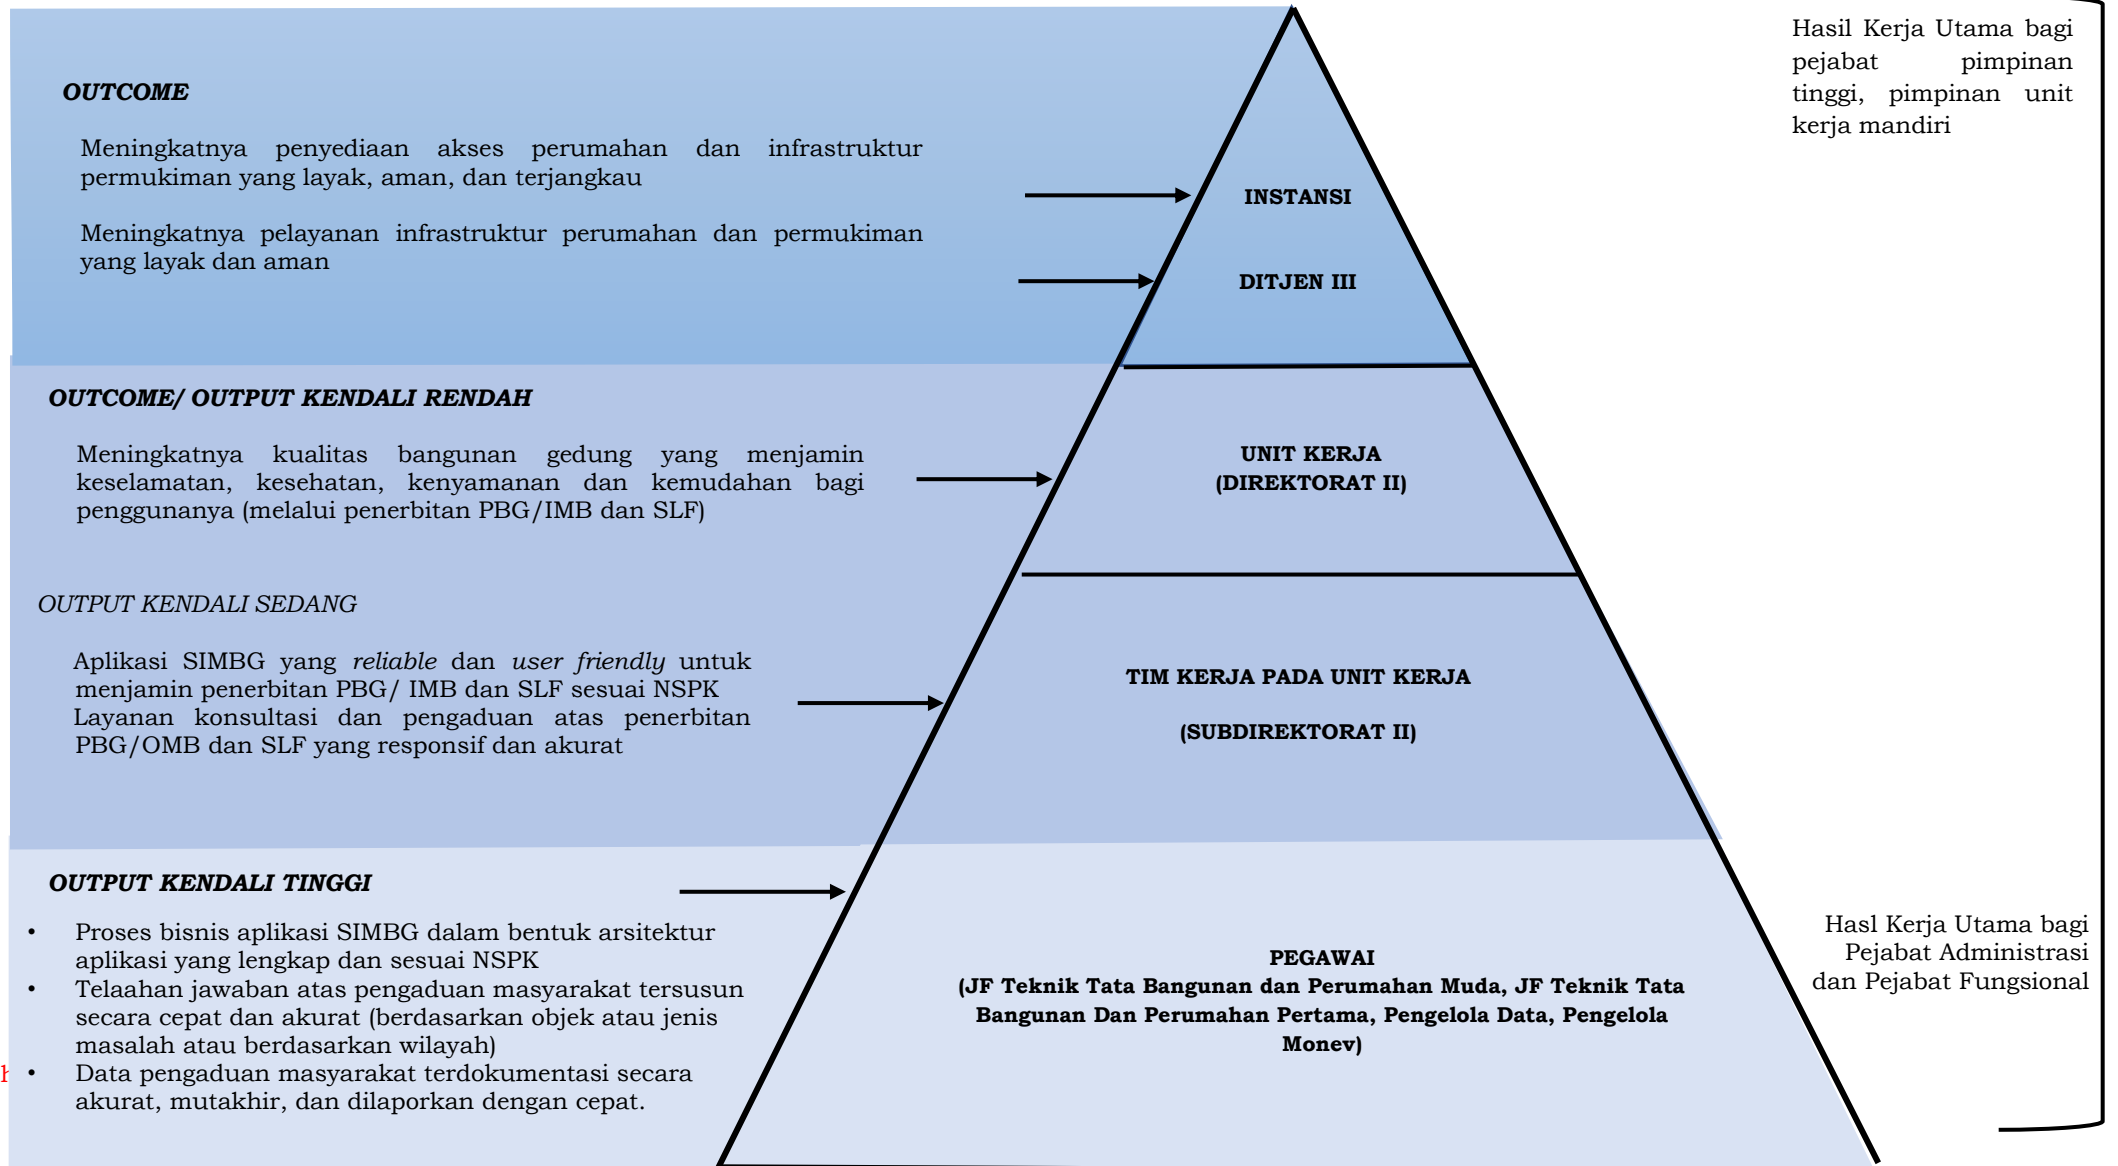 Hasil Kerja Utama bagi
pejabat pimpinan
tinggi, pimpinan unit
kerja mandiri
OUTCOME
Meningkatnya penyediaan akses perumahan dan infrastruktur
permukiman yang layak, aman, dan terjangkau
Meningkatnya pelayanan infrastruktur perumahan dan permukiman
yang layak dan aman
INSTANSI
DITJEN III
OUTCOME/ OUTPUT KENDALI RENDAH
Meningkatnya kualitas bangunan gedung yang menjamin
keselamatan, kesehatan, kenyamanan dan kemudahan bagi
penggunanya (melalui penerbitan PBG/IMB dan SLF)
UNIT KERJA
(DIREKTORAT II)
OUTPUT KENDALI SEDANG
Aplikasi SIMBG yang reliable dan user friendly untuk
menjamin penerbitan PBG/ IMB dan SLF sesuai NSPK
Layanan konsultasi dan pengaduan atas penerbitan
PBG/OMB dan SLF yang responsif dan akurat
TIM KERJA PADA UNIT KERJA
(SUBDIREKTORAT II)
OUTPUT KENDALI TINGGI
• Proses bisnis aplikasi SIMBG dalam bentuk arsitektur
aplikasi yang lengkap dan sesuai NSPK
• Telaahan jawaban atas pengaduan masyarakat tersusun
secara cepat dan akurat (berdasarkan objek atau jenis
masalah atau berdasarkan wilayah)
• Data pengaduan masyarakat terdokumentasi secara
akurat, mutakhir, dan dilaporkan dengan cepat.
PEGAWAI
(JF Teknik Tata Bangunan dan Perumahan Muda, JF Teknik Tata
Bangunan Dan Perumahan Pertama, Pengelola Data, Pengelola
Monev)
Hasl Kerja Utama bagi
Pejabat Administrasi
dan Pejabat Fungsional